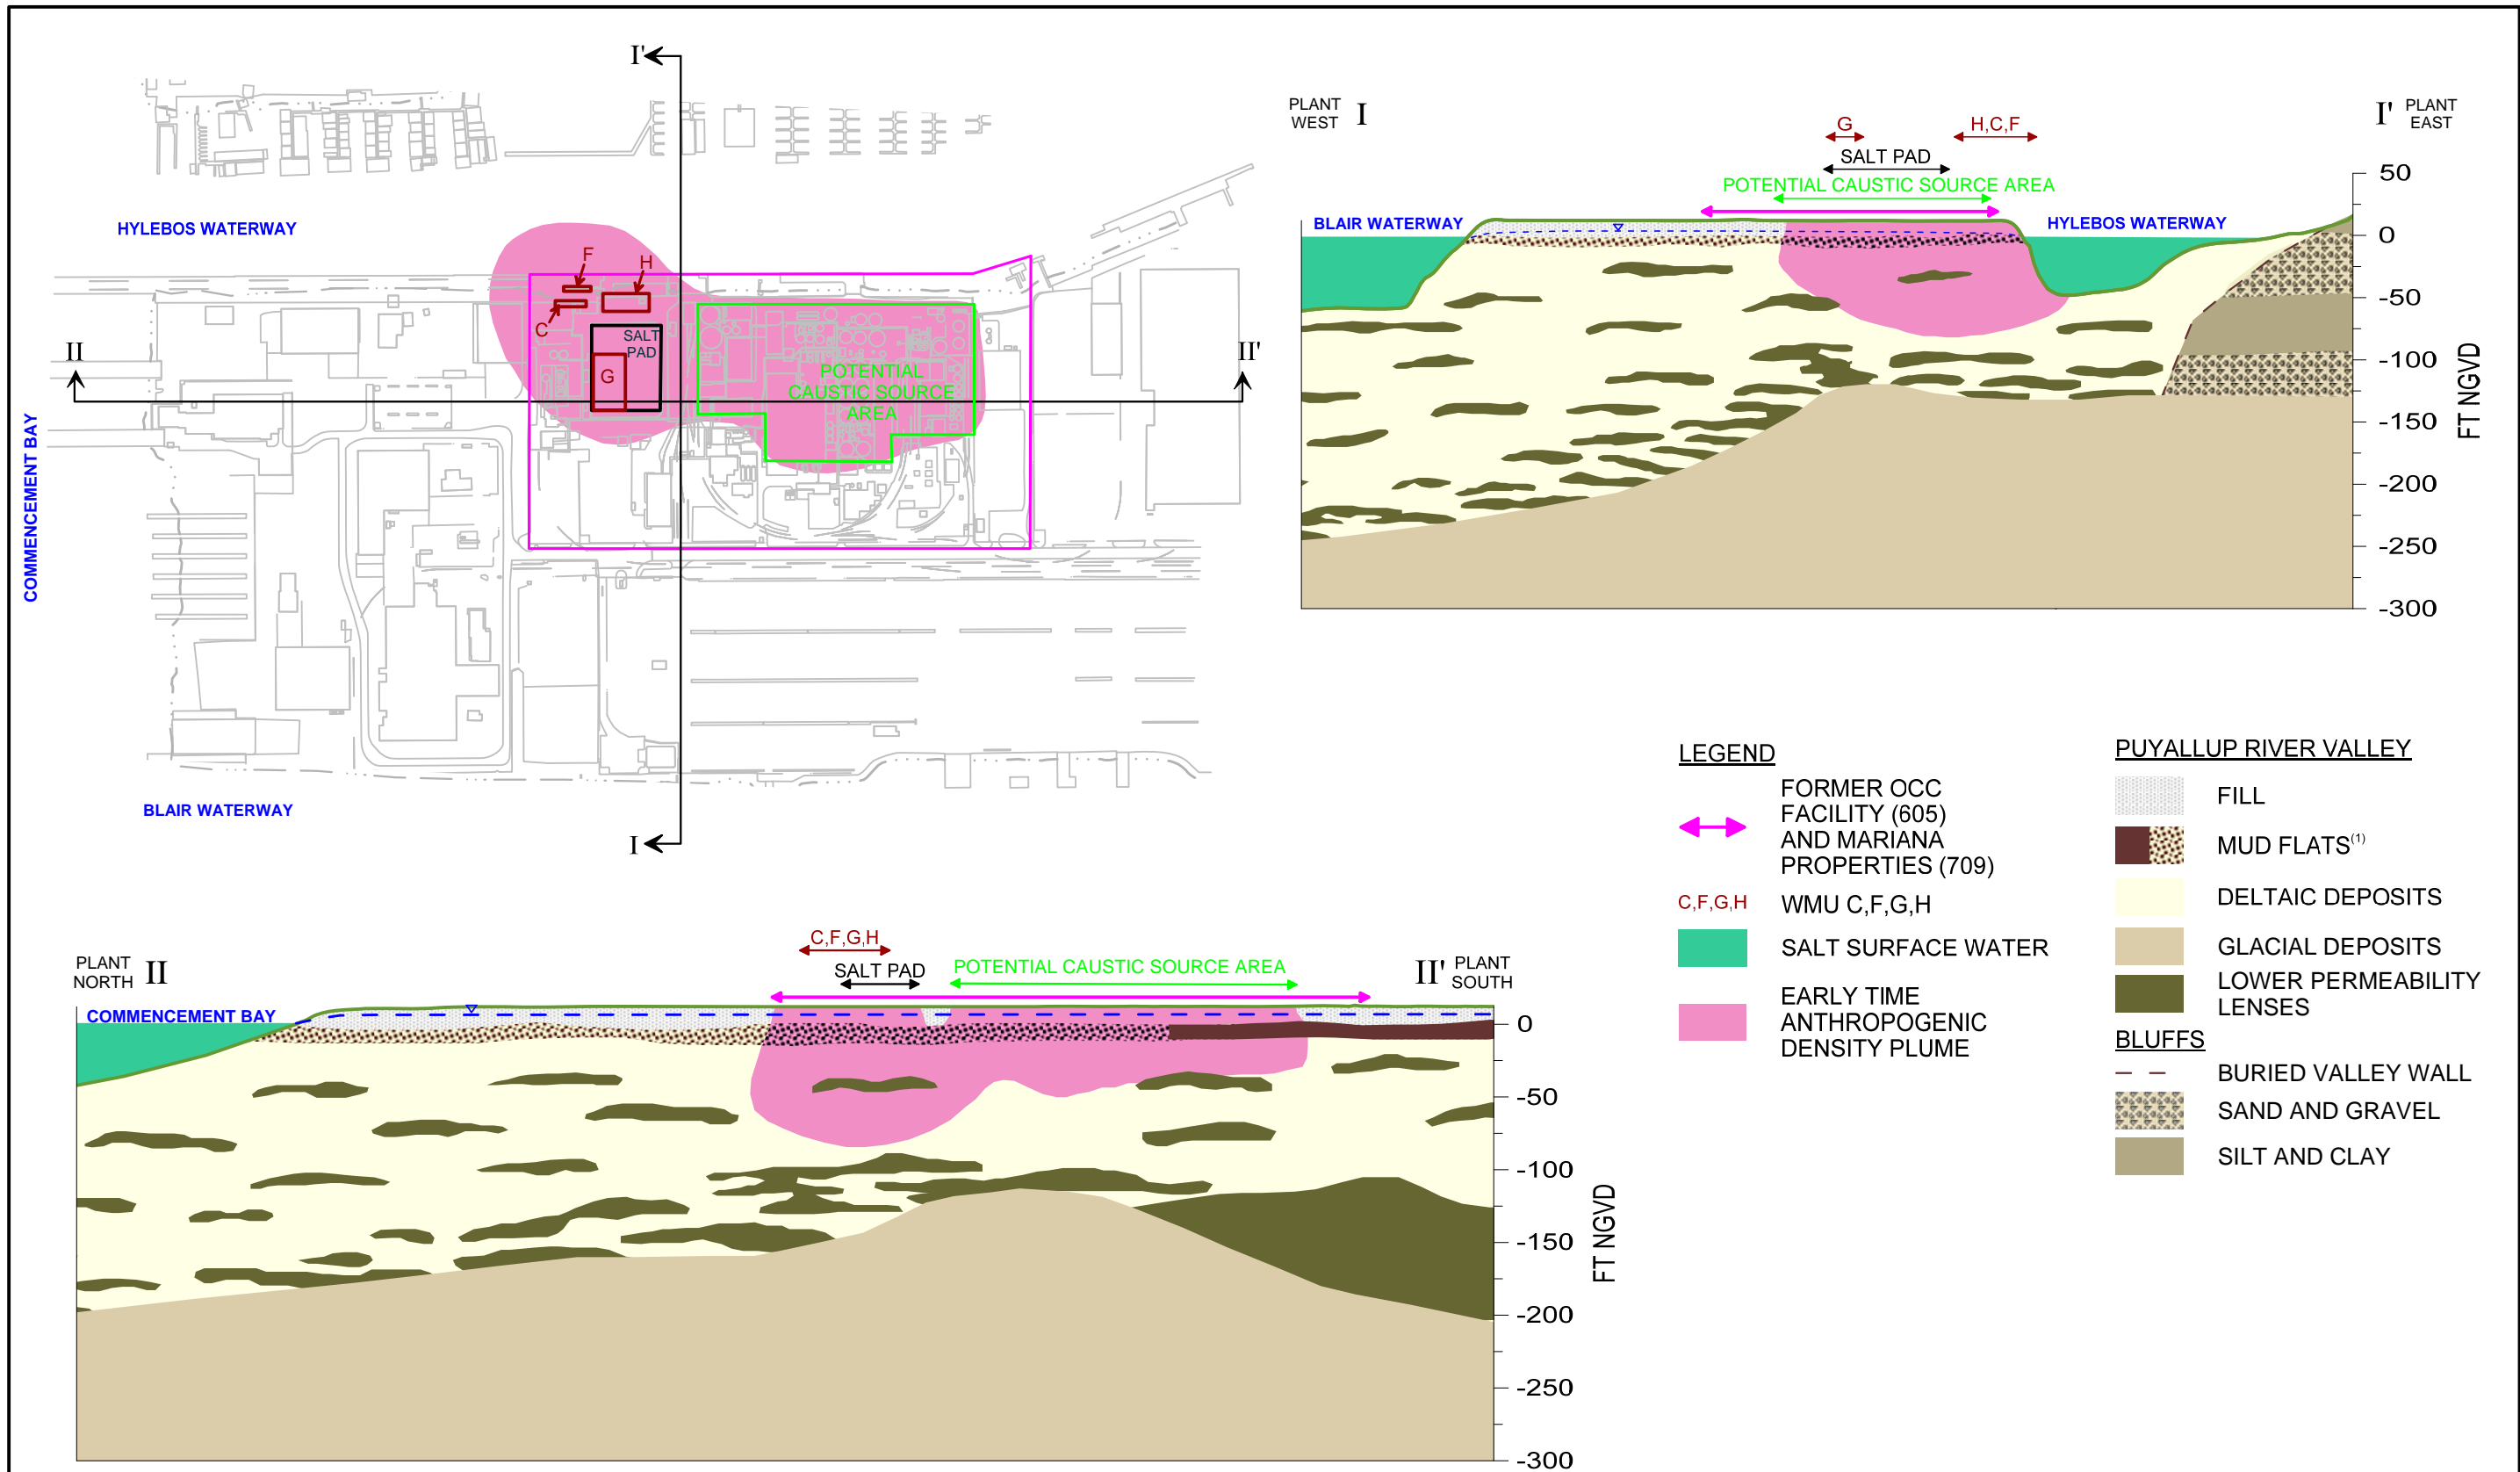 I'
HYLEBOS WATERWAY
F
H
C
SALT
PAD
G
II
II'
POTENTIAL
CAUSTIC SOURCE
AREA
COMMENCEMENT BAY
BLAIR WATERWAY
I
PLANT
WEST
I
I'
PLANT
EAST
G
H,C,F
SALT PAD
POTENTIAL CAUSTIC SOURCE AREA
BLAIR WATERWAY
HYLEBOS WATERWAY
50
0
-50
-100
-150
-200
-250
-300
FT NGVD
LEGEND
FORMER OCC
FACILITY (605)
AND MARIANA
PROPERTIES (709)
C,F,G,H
WMU C,F,G,H
SALT SURFACE WATER
EARLY TIME
ANTHROPOGENIC
DENSITY PLUME
PUYALLUP RIVER VALLEY
FILL
MUD FLATS(1)
DELTAIC DEPOSITS
GLACIAL DEPOSITS
LOWER PERMEABILITY
LENSES
BLUFFS
BURIED VALLEY WALL
SAND AND GRAVEL
SILT AND CLAY
PLANT
NORTH
II
II'
PLANT
SOUTH
C,F,G,H
SALT PAD
POTENTIAL CAUSTIC SOURCE AREA
COMMENCEMENT BAY
0
-50
-100
-150
-200
-250
-300
FT NGVD